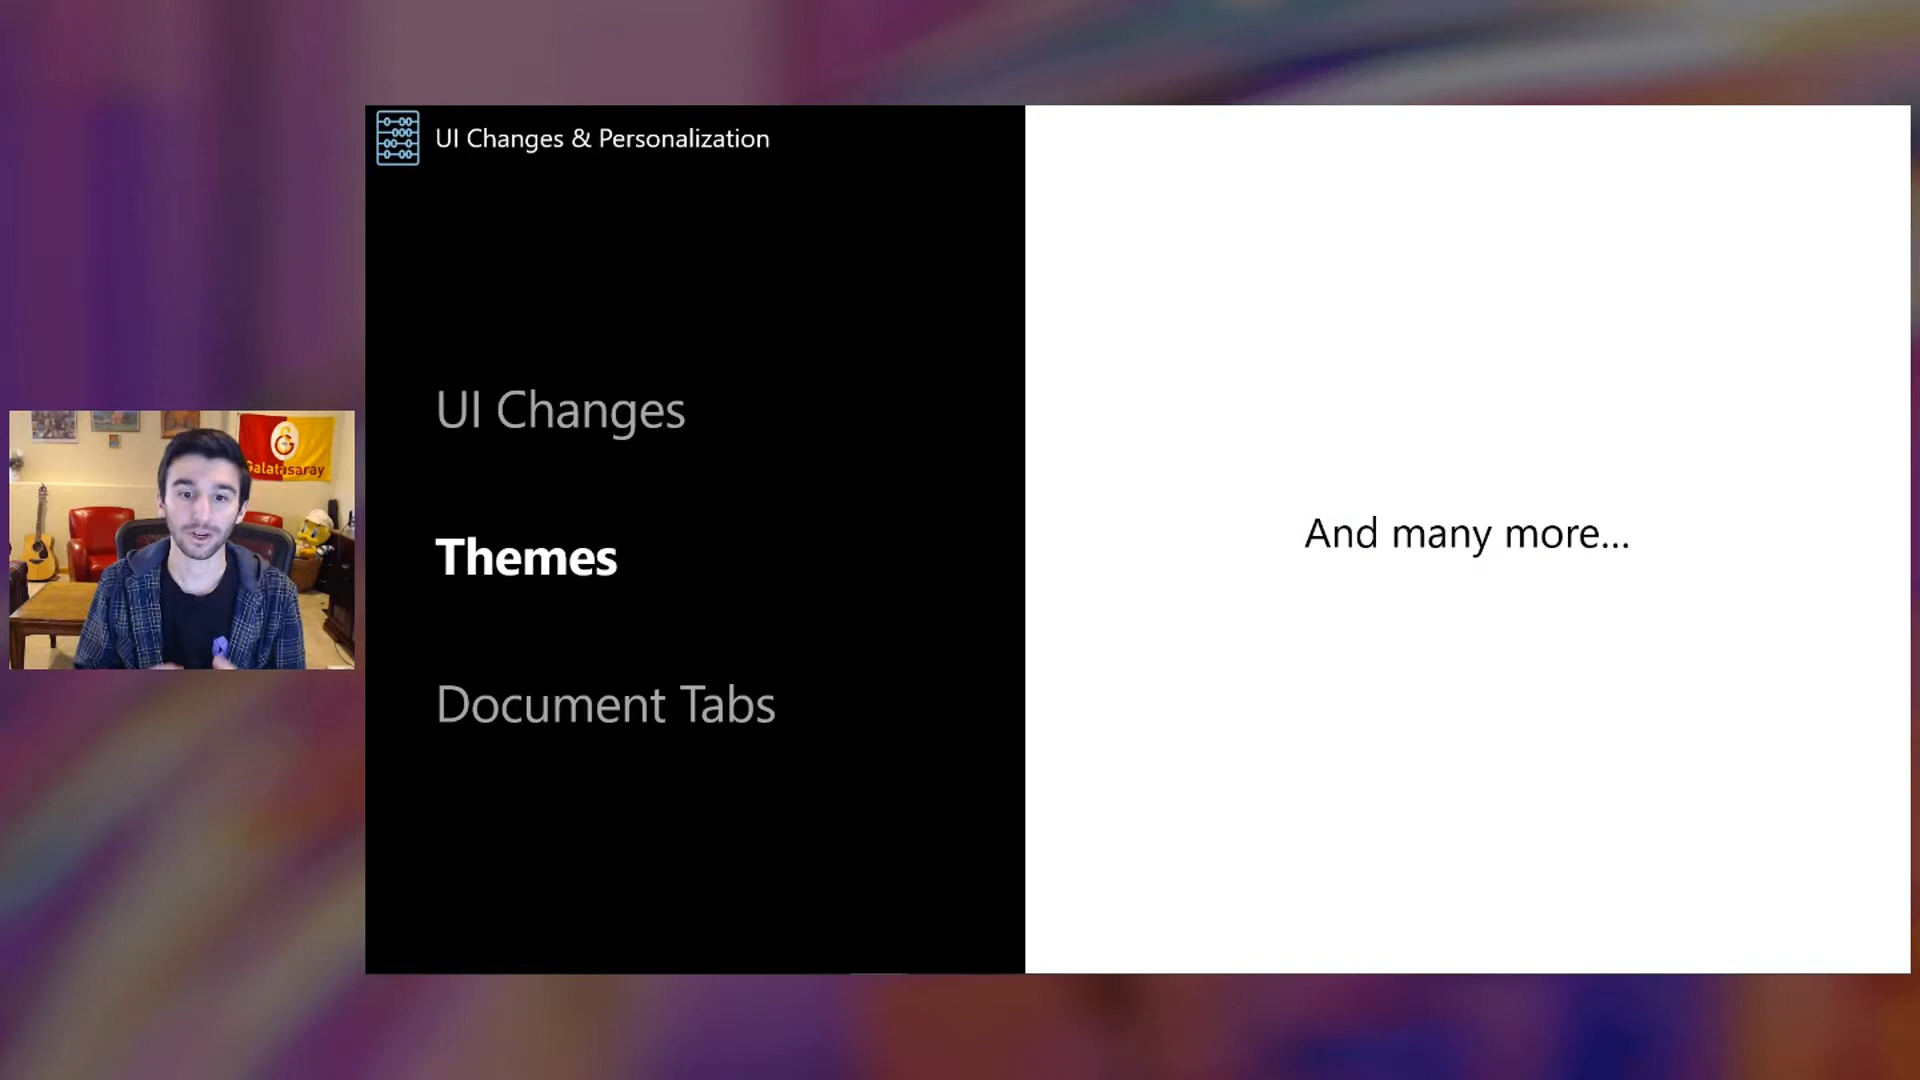 UI Changes & Personalization
UI Changes
Themes
Document Tabs
And many more...
Galatasaray